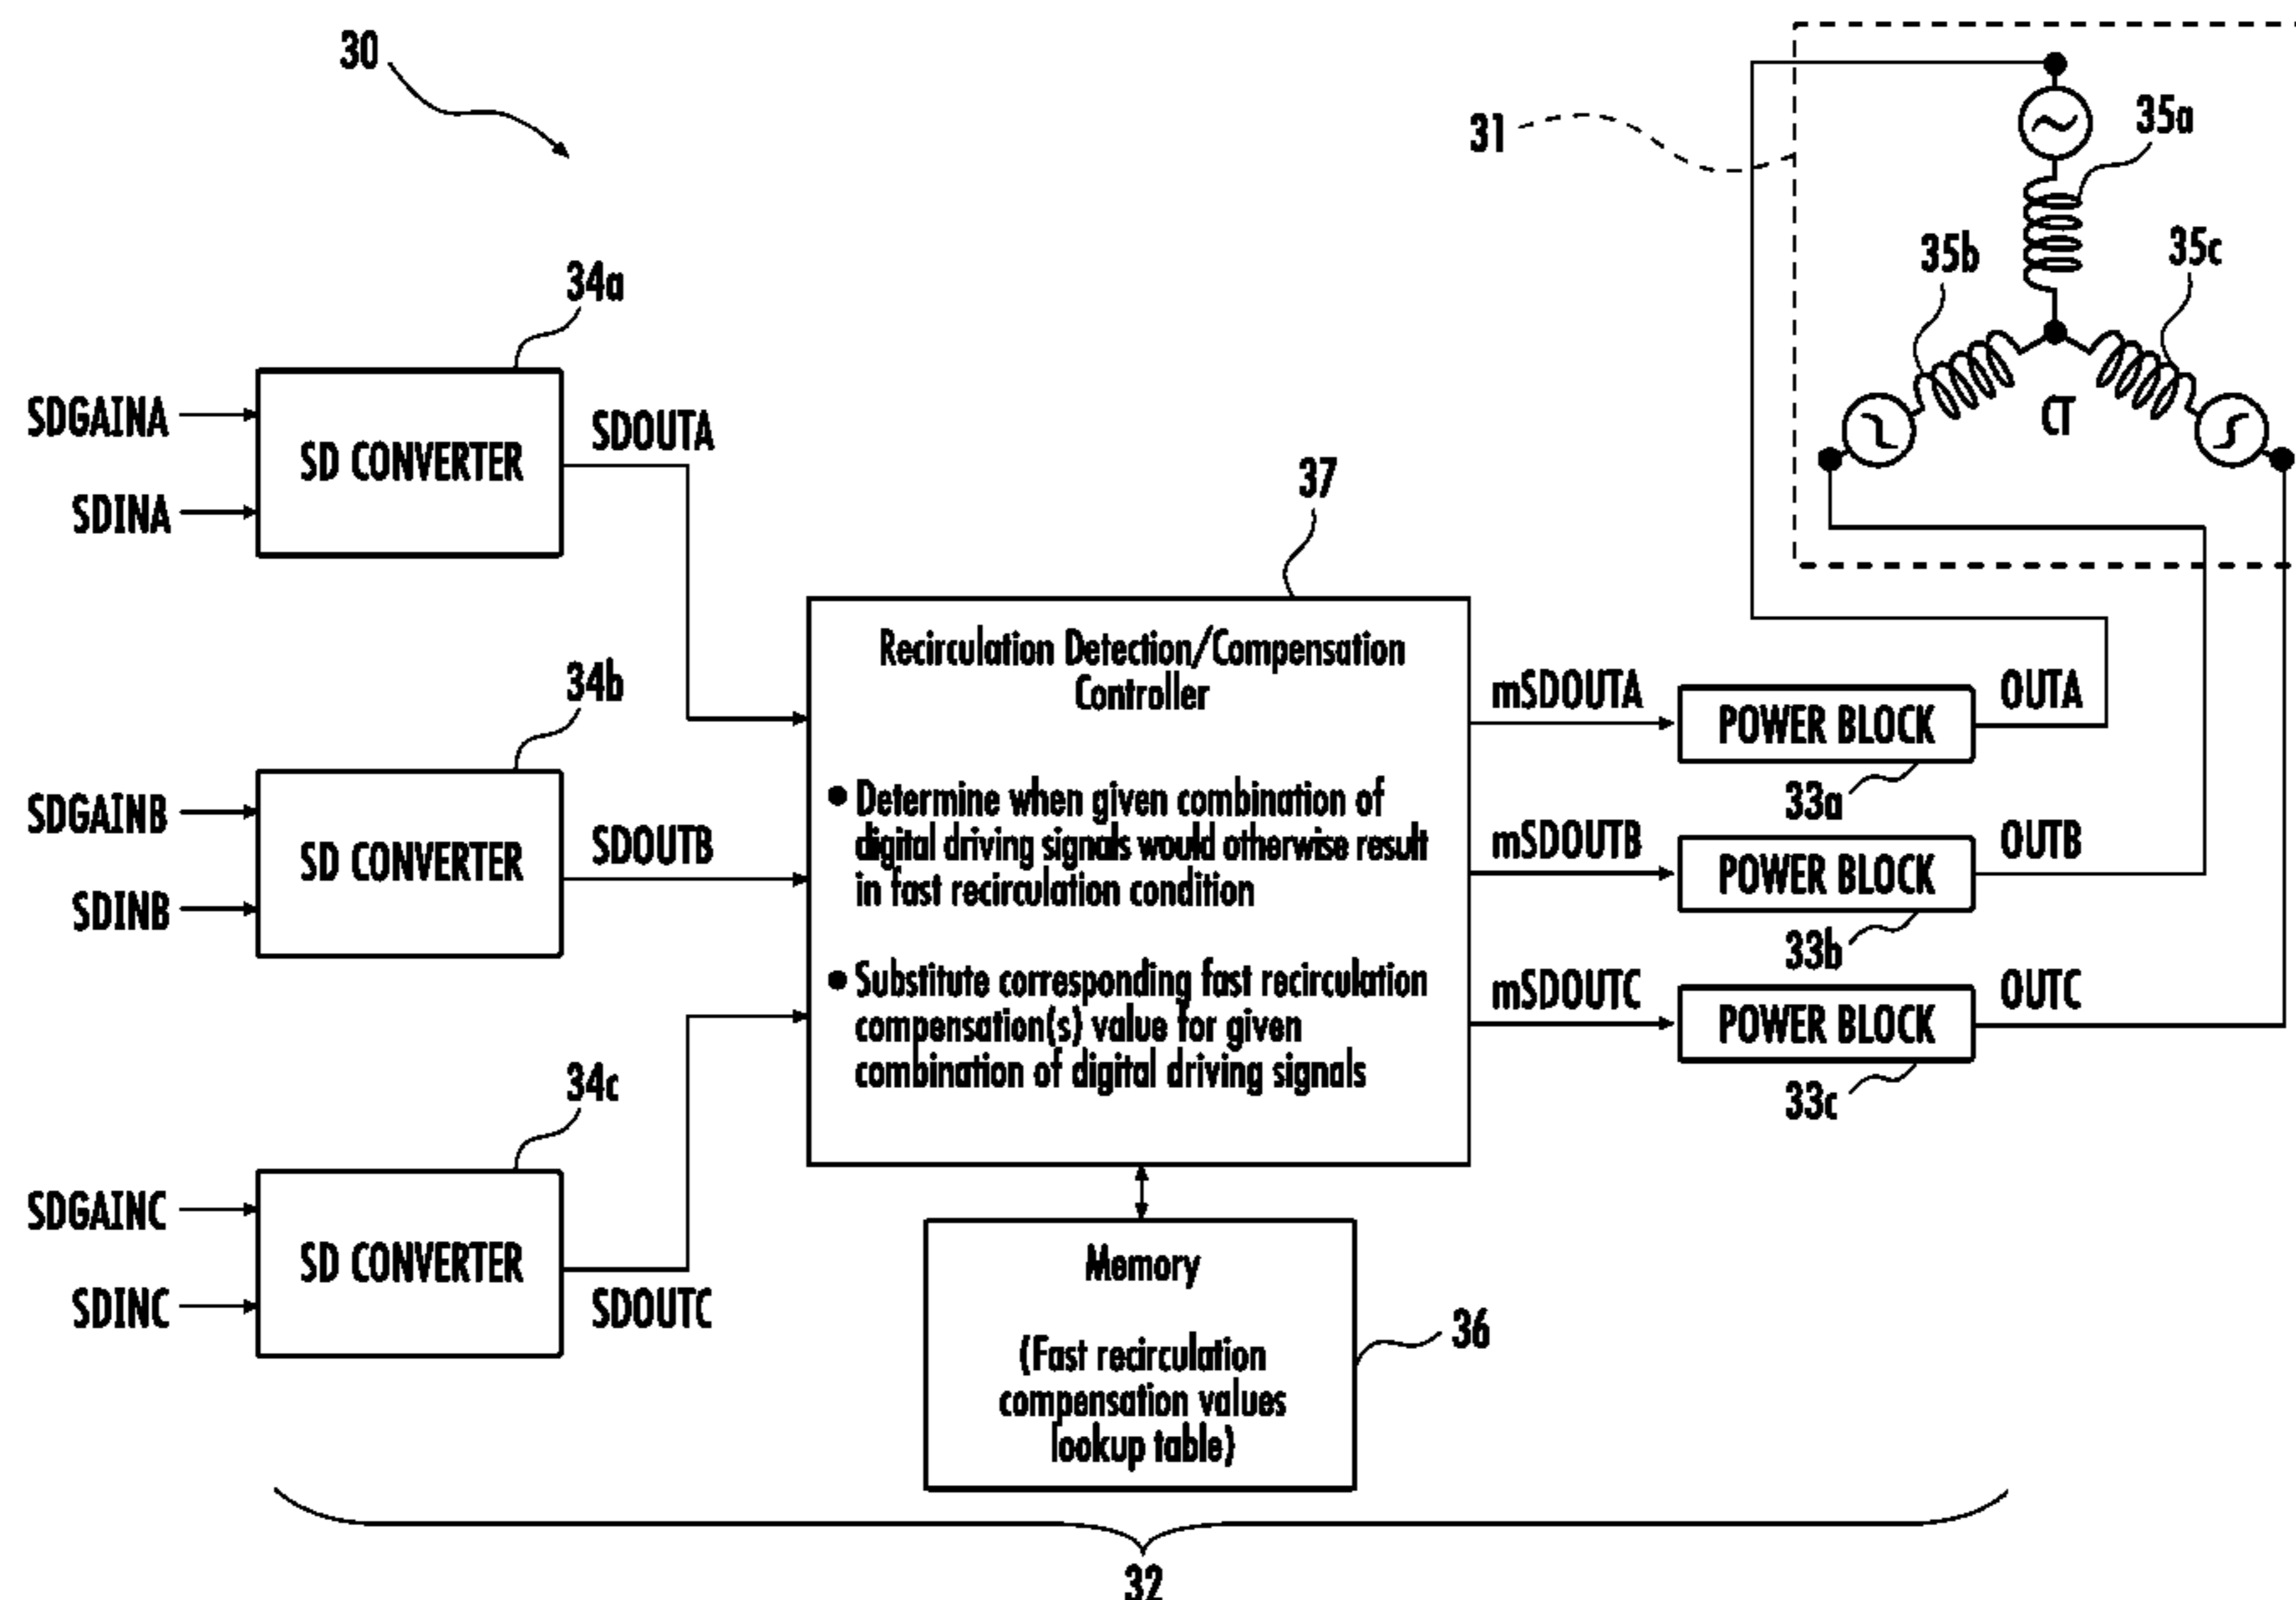 30
31
35a
35b
35c
CT
34a
SDGAINA
SDINA
SD CONVERTER
SDOUTA
34b
SDGAINB
SDINB
SD CONVERTER
SDOUTB
34c
SDGAINC
SDINC
SD CONVERTER
SDOUTC
37
Recirculation Detection/Compensation
Controller
● Determine when given combination of
digital driving signals would otherwise result
in fast recirculation condition
● Substitute corresponding fast recirculation
compensation(s) value for given
combination of digital driving signals
mSDOUTA
POWER BLOCK
OUTA
33a
mSDOUTB
POWER BLOCK
OUTB
33b
mSDOUTC
POWER BLOCK
OUTC
33c
Memory
(Fast recirculation
compensation values
lookup table)
36
32